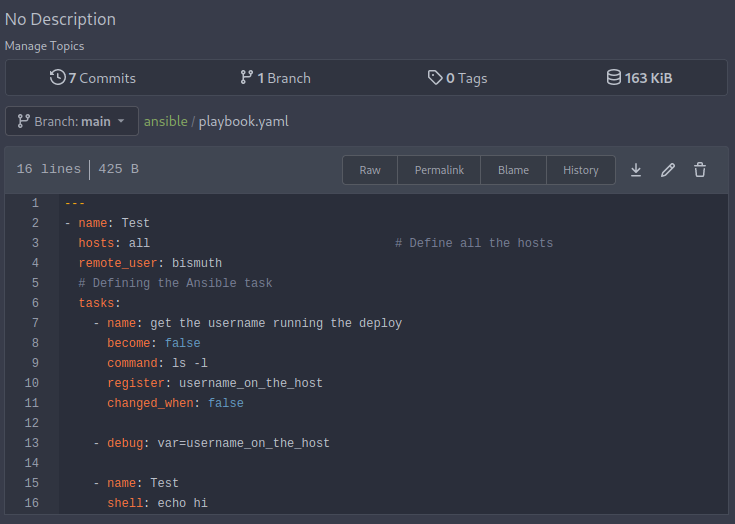 No Description
Manage Topics
7 Commits
1 Branch
0 Tags
163 KiB
Branch: main
ansible / playbook.yaml
16 lines
425 B
Raw
Permalink
Blame
History
1 ---
2 - name: Test
3   hosts: all                                  # Define all the hosts
4   remote_user: bismuth
5   # Defining the Ansible task
6   tasks:
7     - name: get the username running the deploy
8       become: false
9       command: ls -l
10       register: username_on_the_host
11       changed_when: false
12
13     - debug: var=username_on_the_host
14
15     - name: Test
16       shell: echo hi